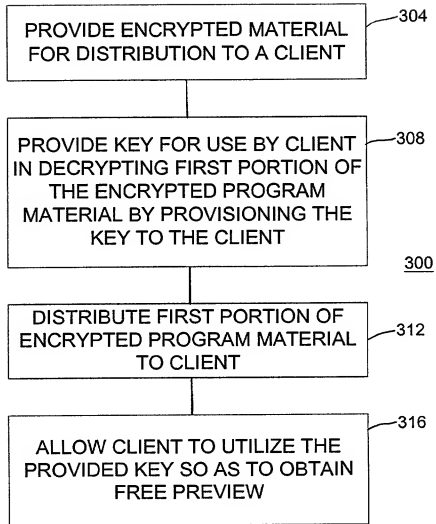 PROVIDE ENCRYPTED MATERIAL
FOR DISTRIBUTION TO A CLIENT
304
PROVIDE KEY FOR USE BY CLIENT
IN DECRYPTING FIRST PORTION OF
THE ENCRYPTED PROGRAM
MATERIAL BY PROVISIONING THE
KEY TO THE CLIENT
308
300
DISTRIBUTE FIRST PORTION OF
ENCRYPTED PROGRAM MATERIAL
TO CLIENT
312
ALLOW CLIENT TO UTILIZE THE
PROVIDED KEY SO AS TO OBTAIN
FREE PREVIEW
316